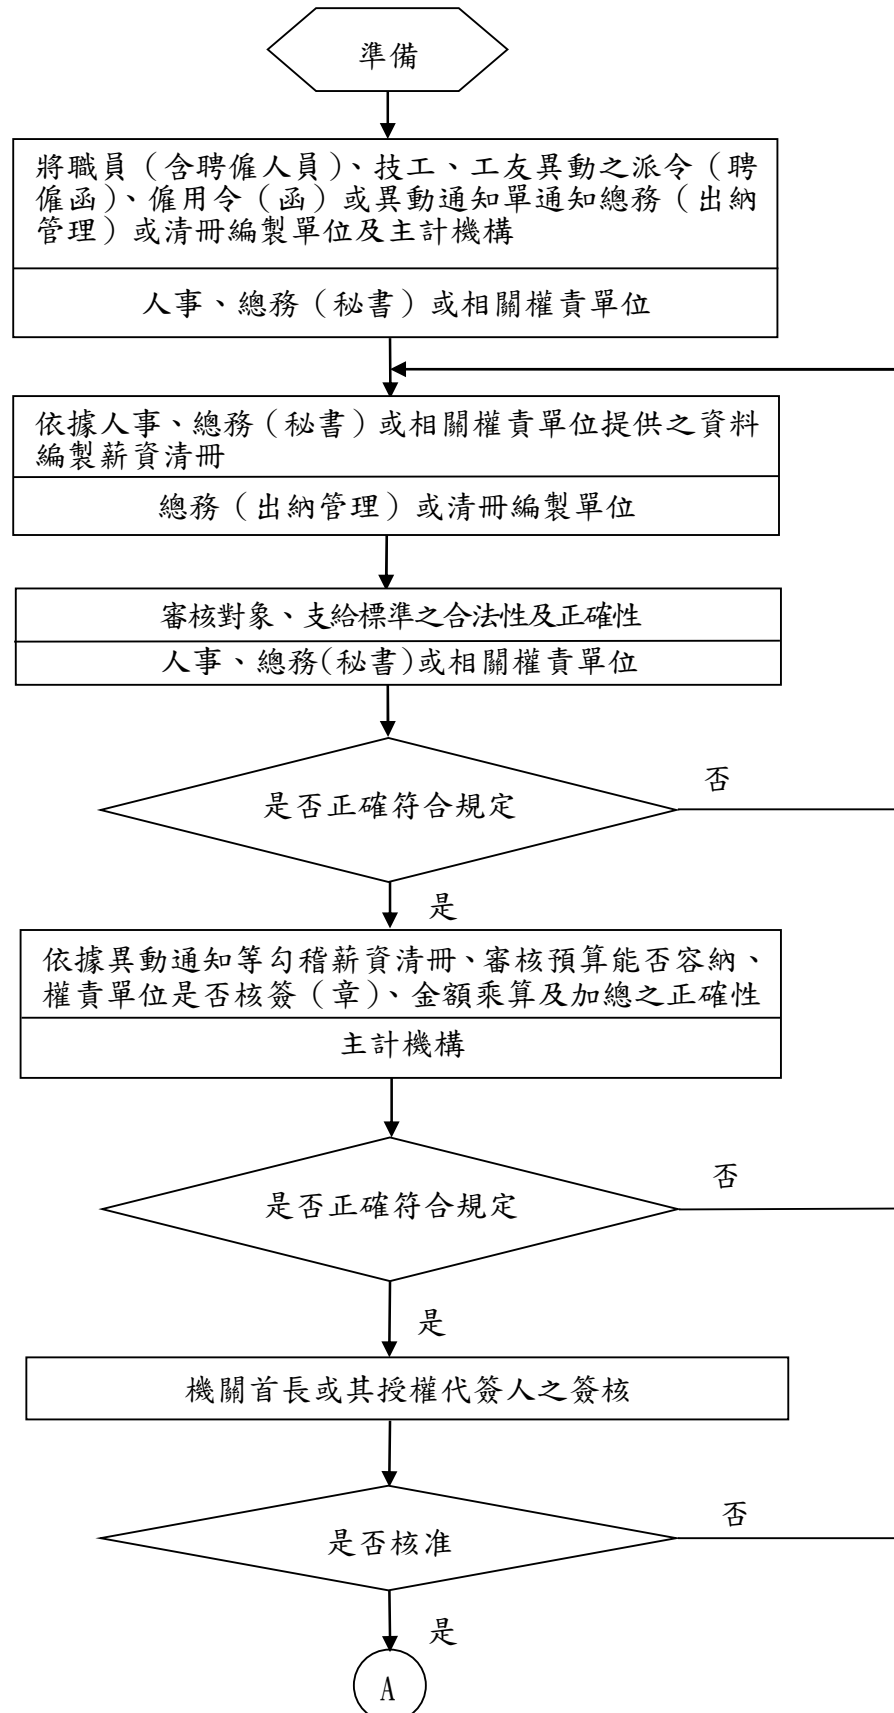 準備
將職員（含聘僱人員）、技工、工友異動之派令（聘
僱函）、僱用令（函）或異動通知單通知總務（出納
管理）或清冊編製單位及主計機構
人事、總務（秘書）或相關權責單位
依據人事、總務（秘書）或相關權責單位提供之資料
編製薪資清冊
總務（出納管理）或清冊編製單位
審核對象、支給標準之合法性及正確性
人事、總務(秘書)或相關權責單位
否
是否正確符合規定
是
依據異動通知等勾稽薪資清冊、審核預算能否容納、
權責單位是否核簽（章）、金額乘算及加總之正確性
主計機構
否
是否正確符合規定
是
機關首長或其授權代簽人之簽核
否
是否核准
是
A